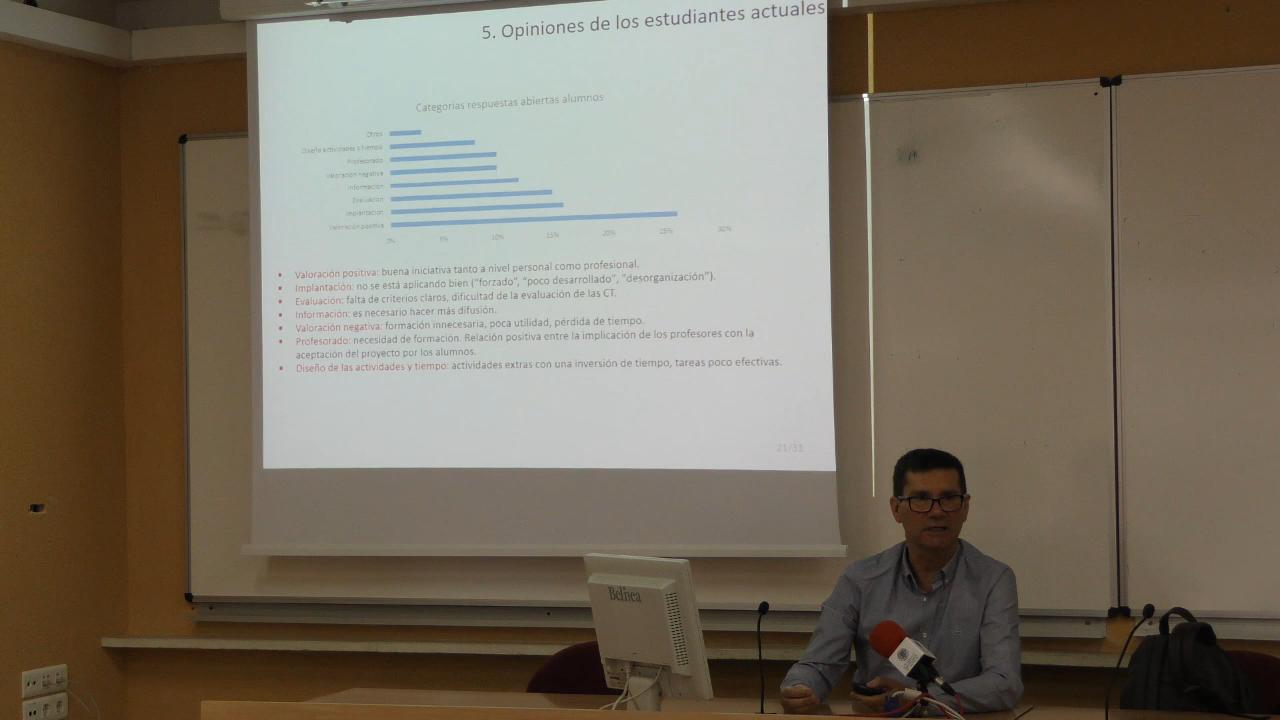 5. Opiniones de los estudiantes actuales
Categorías respuestas abiertas alumnos
Otros
Diseño actividades o tiempo
Profesorado
Valoración negativa
Información
Evaluación
Implantación
Valoración positiva
0% 5% 10% 15% 20% 25% 30%
• Valoración positiva: buena iniciativa tanto a nivel personal como profesional.
• Implantación: no se está aplicando bien ("forzado", "poco desarrollado", "desorganización").
• Evaluación: falta de criterios claros, dificultad de la evaluación de las CT.
• Información: es necesario hacer más difusión.
• Valoración negativa: formación innecesaria, poca utilidad, pérdida de tiempo.
• Profesorado: necesidad de formación. Relación positiva entre la implicación de los profesores con la
aceptación del proyecto por los alumnos.
• Diseño de las actividades y tiempo: actividades extras con una inversión de tiempo, tareas poco efectivas.
21/31
Belinea